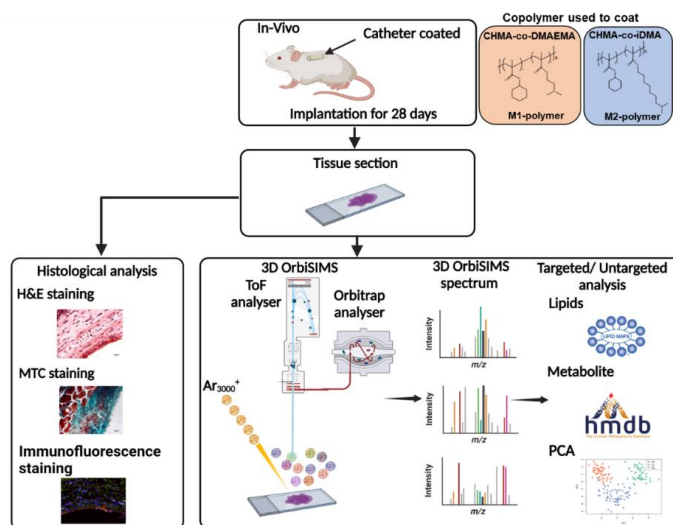 In-Vivo
Catheter coated
Implantation for 28 days
Copolymer used to coat
CHMA-co-DMAEMA
M1-polymer
CHMA-co-iDMA
M2-polymer
Tissue section
Histological analysis
H&E staining
MTC staining
Immunofluorescence
staining
3D OrbiSIMS
ToF
analyser
Orbitrap
analyser
Ar3000+
3D OrbiSIMS
spectrum
Intensity
m/z
Intensity
m/z
Intensity
m/z
Targeted/ Untargeted
analysis
Lipids
LIPID MAPS
Metabolite
hmdb
The Human Metabolome Database
PCA